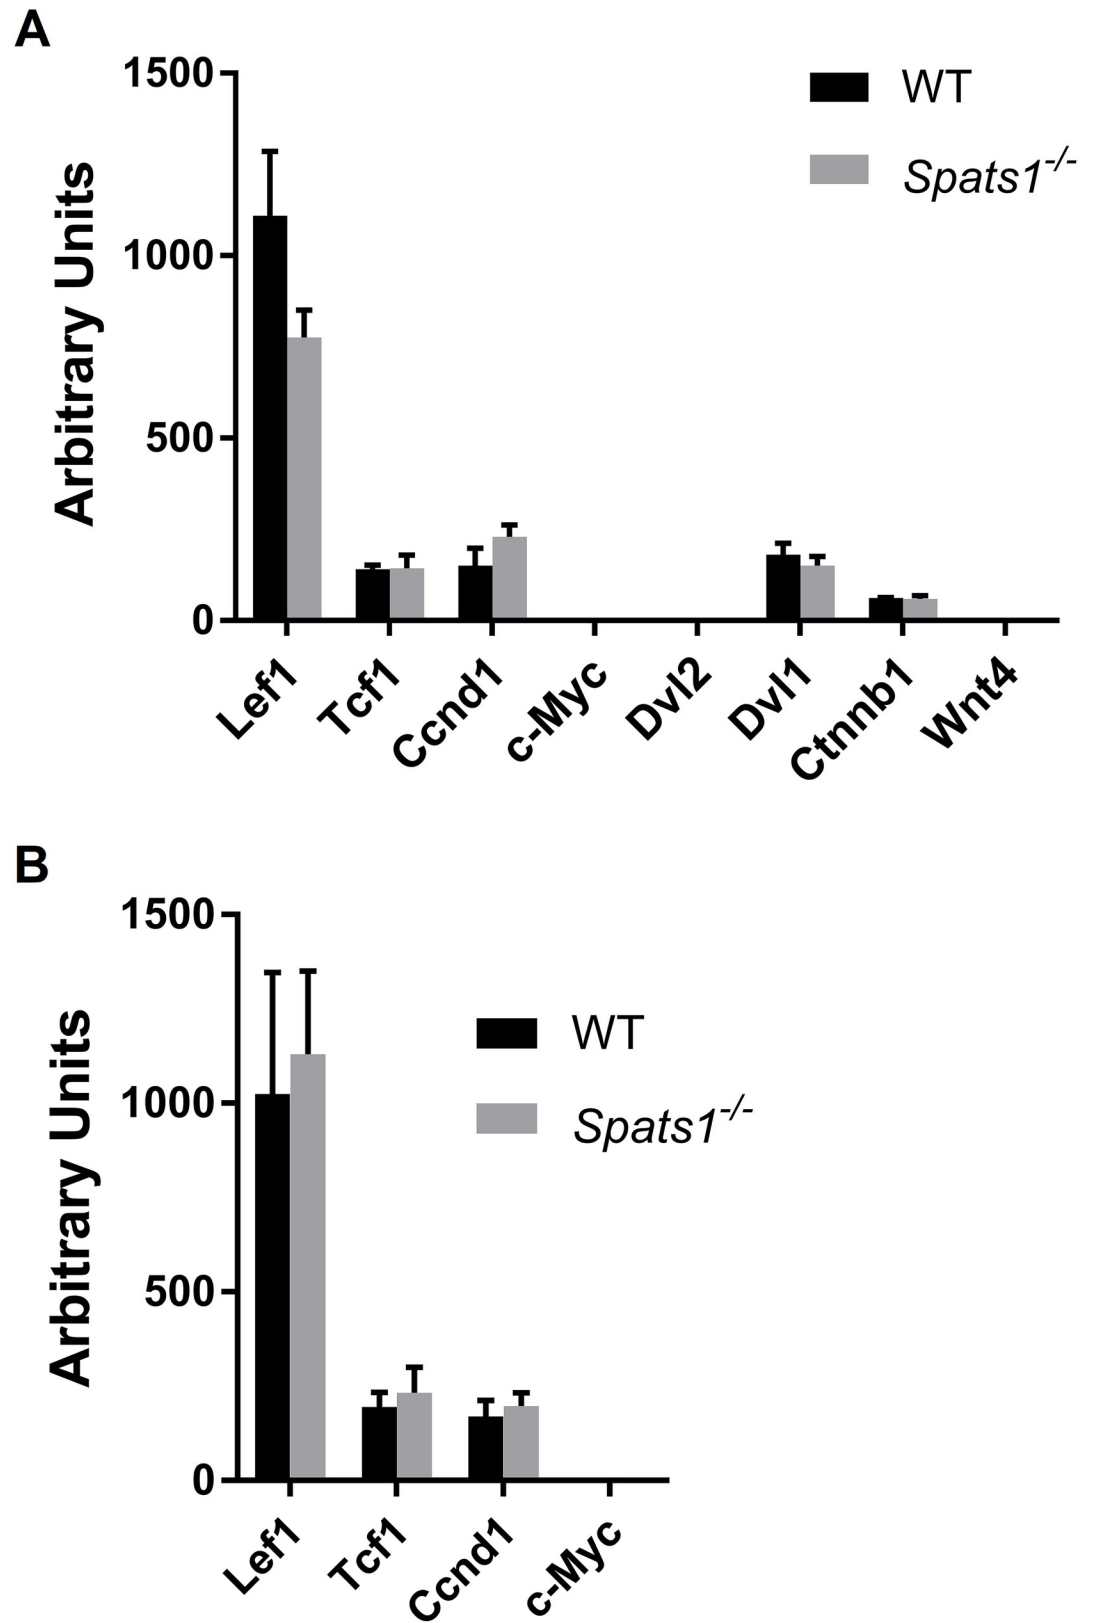 A
1500
1000
500
0
Arbitrary Units
WT
Spats1-/-
Lef1
Tcf1
Ccnd1
c-Myc
Dvl2
Dvl1
Ctnnb1
Wnt4
B
1500
1000
500
0
Arbitrary Units
WT
Spats1-/-
Lef1
Tcf1
Ccnd1
c-Myc